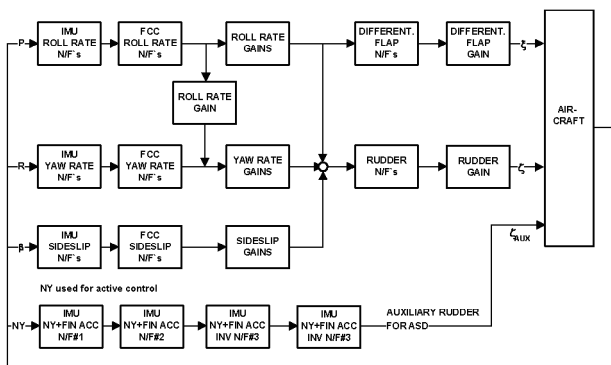 P
IMU
ROLL RATE
N/F`s
FCC
ROLL RATE
N/F`s
ROLL RATE
GAINS
DIFFERENT.
FLAP
N/F`s
DIFFERENT.
FLAP
GAIN
ξ
AIR-
CRAFT
ROLL RATE
GAIN
R
IMU
YAW RATE
N/F`s
FCC
YAW RATE
N/F`s
YAW RATE
GAINS
RUDDER
N/F`s
RUDDER
GAIN
ζ
β
IMU
SIDESLIP
N/F`s
FCC
SIDESLIP
N/F`s
SIDESLIP
GAINS
ζAUX
NY used for active control
NY
IMU
NY+FIN ACC
N/F#1
IMU
NY+FIN ACC
N/F#2
IMU
NY+FIN ACC
INV N/F#3
IMU
NY+FIN ACC
INV N/F#3
AUXILIARY RUDDER
FOR ASD